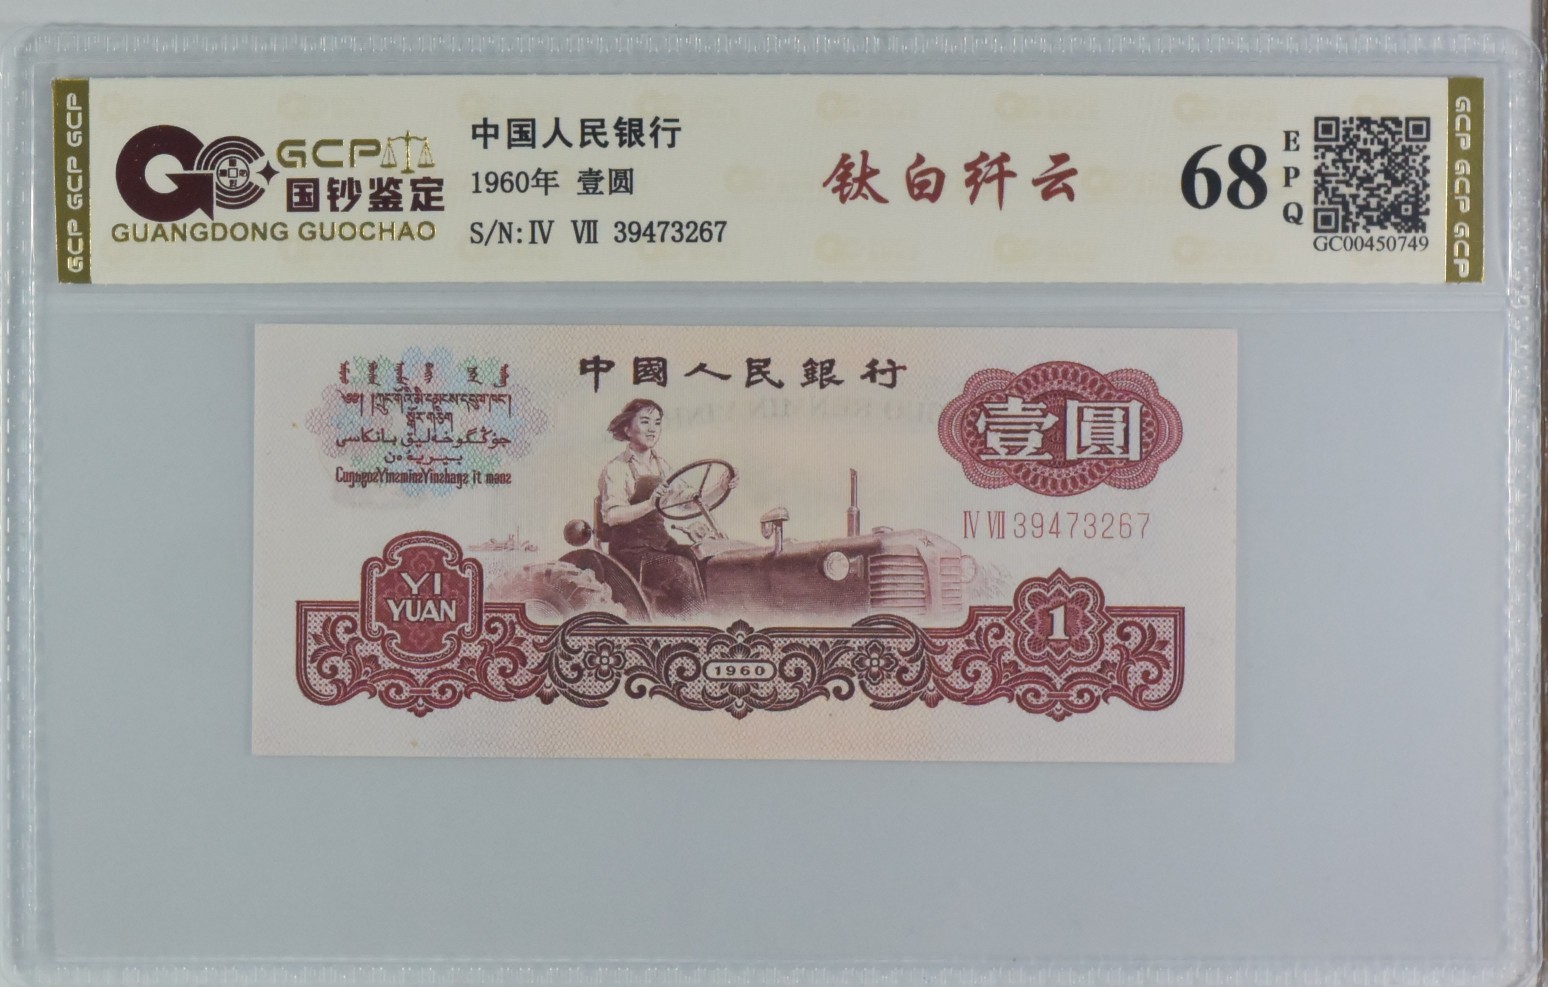 GCP
国钞鉴定
GUANGDONG GUOCHAO
中国人民银行
1960年 壹圆
S/N: IV VII 39473267
钛白纤云
68
EPQ
GC00450749
GCP GCP GCP
GCP GCP GCP
中國人民銀行
壹圓
IV VII 39473267
YI
YUAN
1960
1